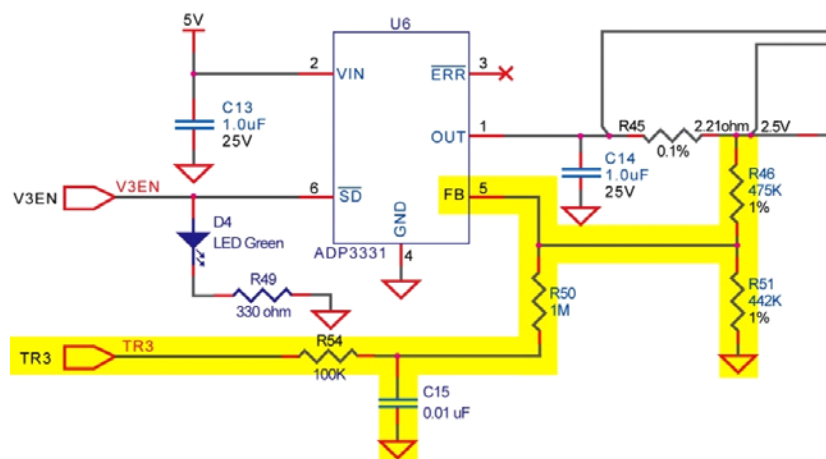 U6
5V
2
VIN
ERR
3
C13
1.0uF
25V
OUT
1
R45
2.21ohm
2.5V
0.1%
C14
1.0uF
25V
R46
475K
1%
V3EN
V3EN
6
SD
FB
5
GND
4
ADP3331
D4
LED Green
R49
330 ohm
R50
1M
R51
442K
1%
TR3
TR3
R54
100K
C15
0.01 uF